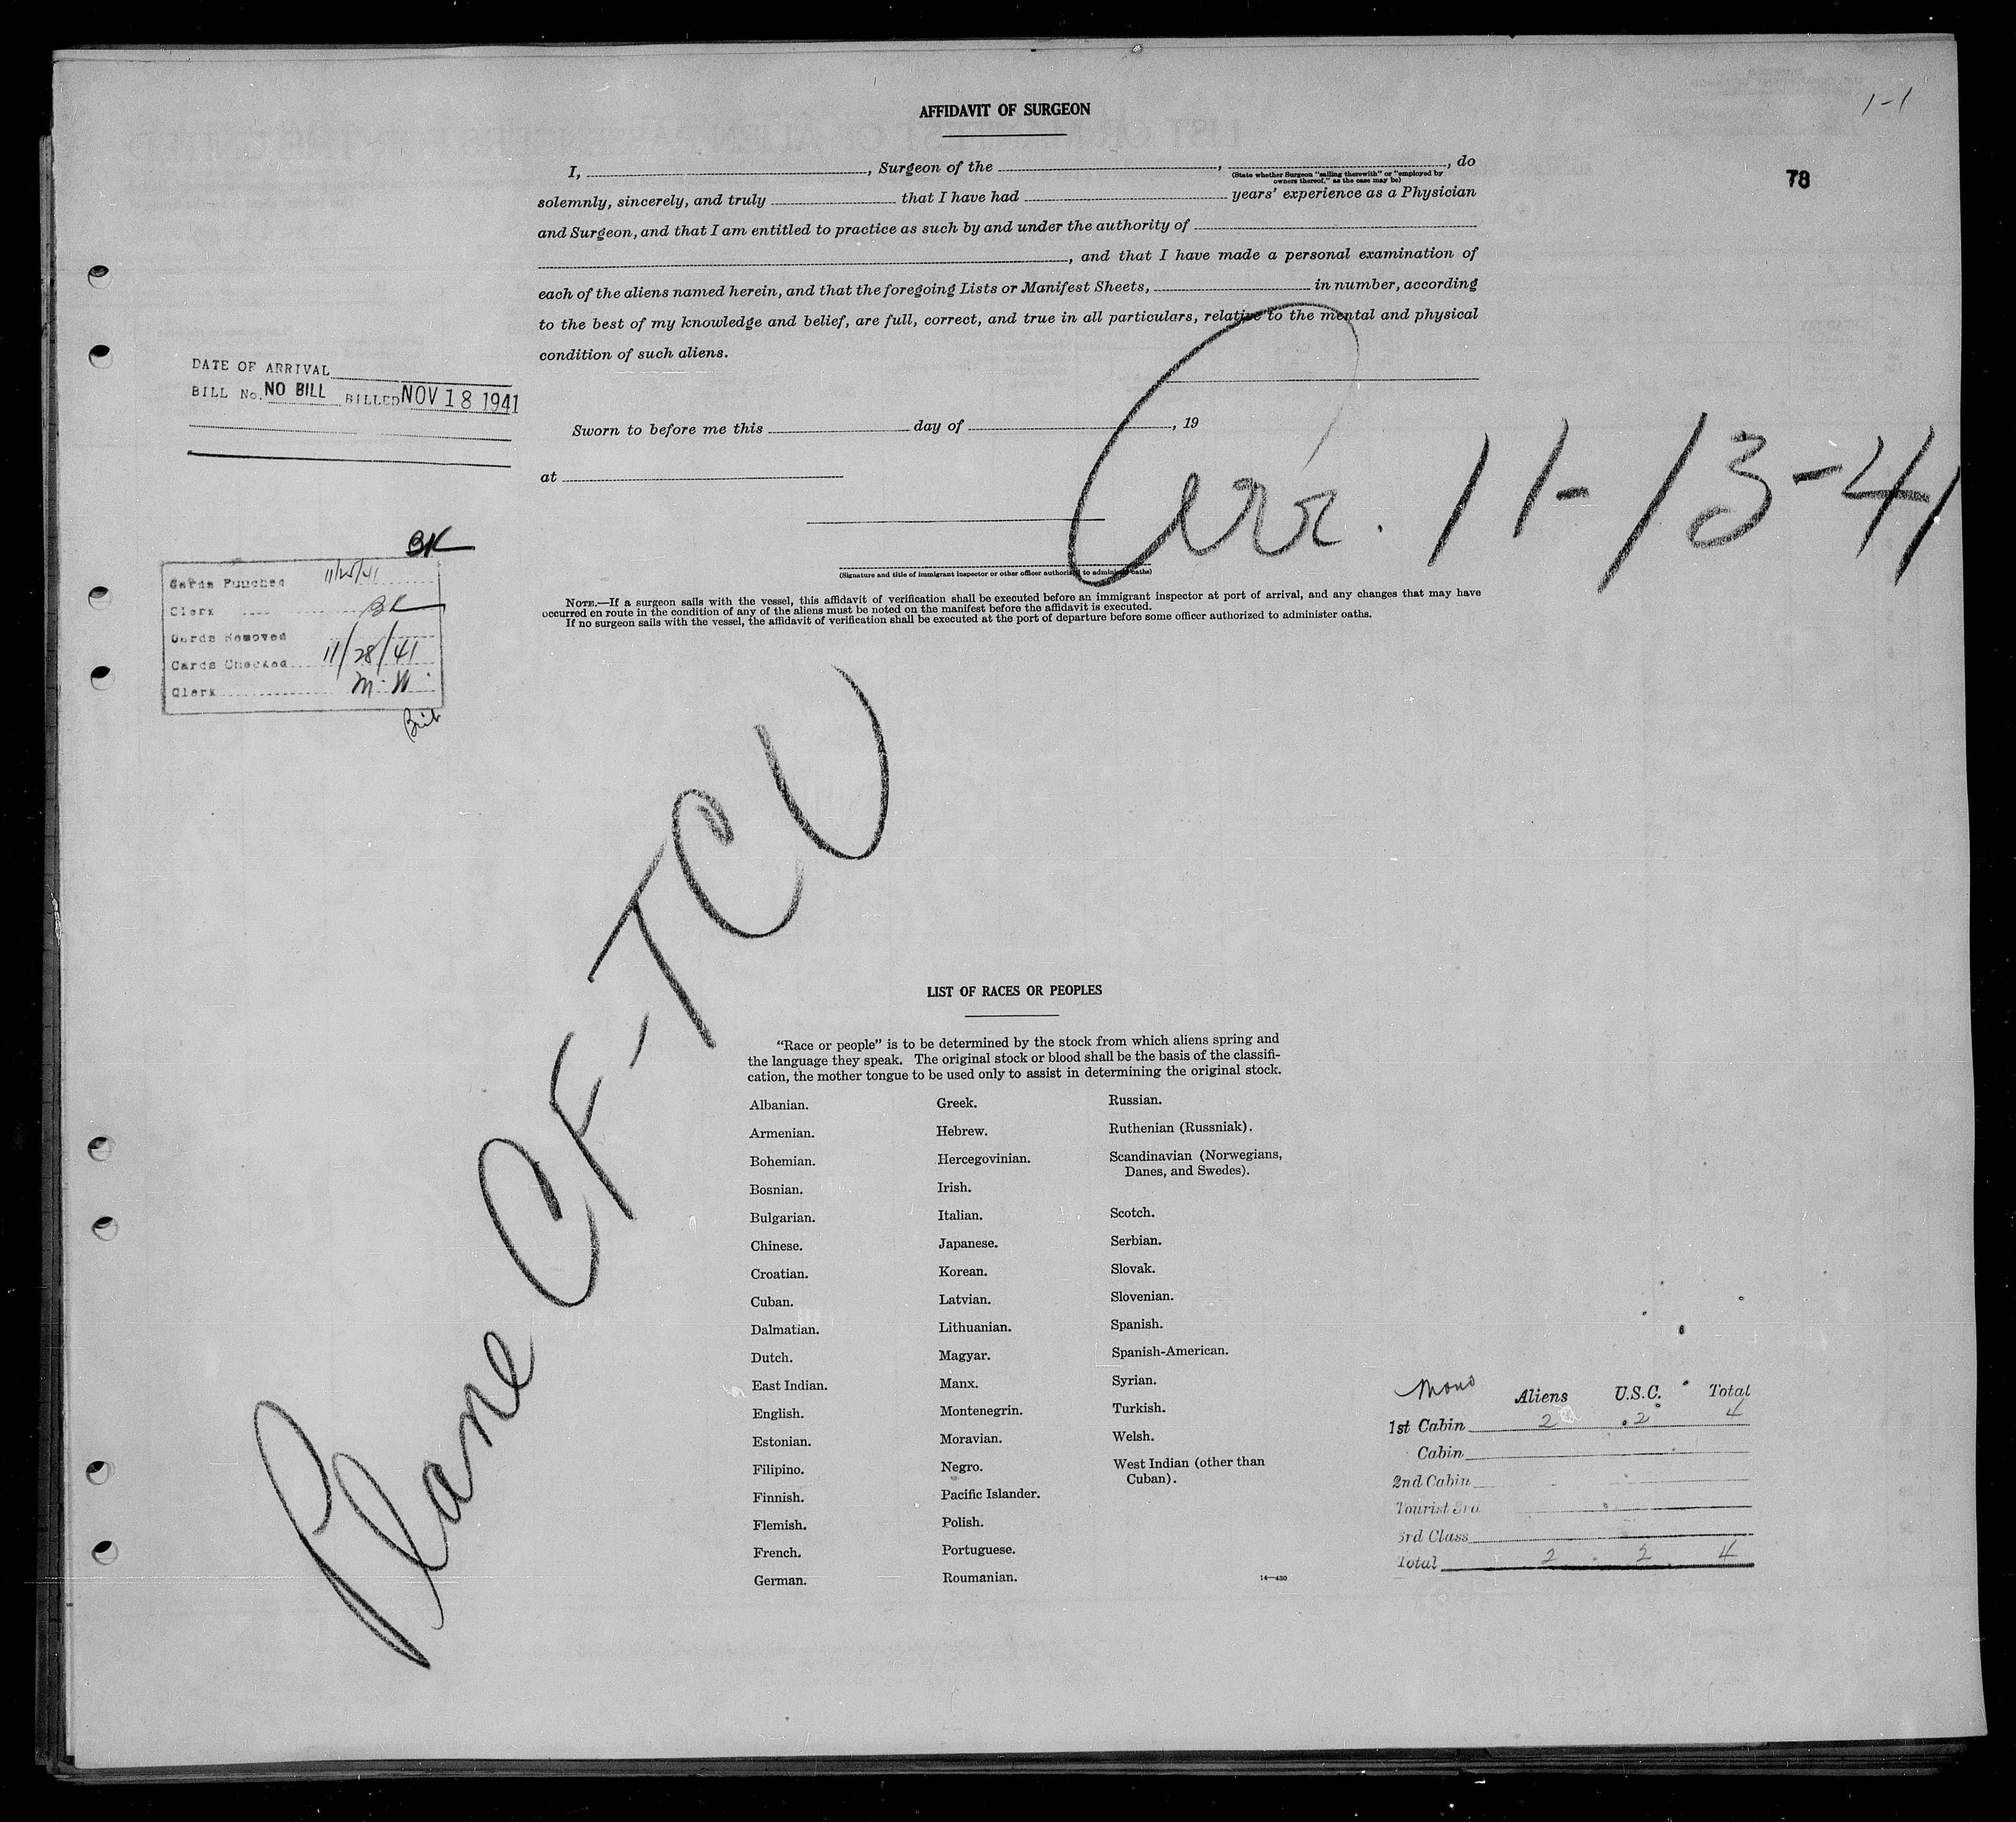 1-1
78
AFFIDAVIT OF SURGEON
I, , Surgeon of the , , do
(State whether Surgeon "sailing therewith" or "employed by
owners thereof," as the case may be)
solemnly, sincerely, and truly that I have had years' experience as a Physician
and Surgeon, and that I am entitled to practice as such by and under the authority of
, and that I have made a personal examination of
each of the aliens named herein, and that the foregoing Lists or Manifest Sheets, in number, according
to the best of my knowledge and belief, are full, correct, and true in all particulars, relative to the mental and physical
condition of such aliens.
DATE OF ARRIVAL
BILL No. NO BILL BILLED NOV 18 1941
Sworn to before me this day of , 19
at
Arr. 11-13-41
(Signature and title of immigrant inspector or other officer authorized to administer oaths)
NOTE.—If a surgeon sails with the vessel, this affidavit of verification shall be executed before an immigrant inspector at port of arrival, and any changes that may have
occurred en route in the condition of any of the aliens must be noted on the manifest before the affidavit is executed.
If no surgeon sails with the vessel, the affidavit of verification shall be executed at the port of departure before some officer authorized to administer oaths.
BK
Cards Punched
Clerk BK
Cards Removed
Cards Checked 11/28/41
Clerk M.W.
Plane CF-TCU
LIST OF RACES OR PEOPLES
"Race or people" is to be determined by the stock from which aliens spring and
the language they speak. The original stock or blood shall be the basis of the classifi-
cation, the mother tongue to be used only to assist in determining the original stock.
Albanian.
Armenian.
Bohemian.
Bosnian.
Bulgarian.
Chinese.
Croatian.
Cuban.
Dalmatian.
Dutch.
East Indian.
English.
Estonian.
Filipino.
Finnish.
Flemish.
French.
German.
Greek.
Hebrew.
Hercegovinian.
Irish.
Italian.
Japanese.
Korean.
Latvian.
Lithuanian.
Magyar.
Manx.
Montenegrin.
Moravian.
Negro.
Pacific Islander.
Polish.
Portuguese.
Roumanian.
Russian.
Ruthenian (Russniak).
Scandinavian (Norwegians,
Danes, and Swedes).
Scotch.
Serbian.
Slovak.
Slovenian.
Spanish.
Spanish-American.
Syrian.
Turkish.
Welsh.
West Indian (other than
Cuban).
14—430
Aliens U.S.C. Total
1st Cabin 2 2 4
Cabin
2nd Cabin
Tourist 3rd
3rd Class
Total 2 2 4